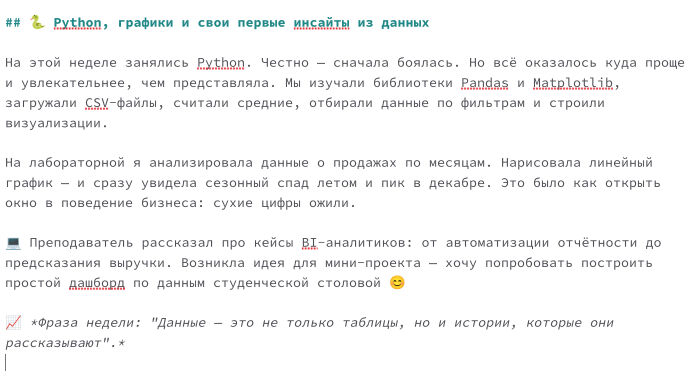 ## 🐍 Python, графики и свои первые инсайты из данных
На этой неделе занялись Python. Честно — сначала боялась. Но всё оказалось куда проще
и увлекательнее, чем представляла. Мы изучали библиотеки Pandas и Matplotlib,
загружали CSV-файлы, считали средние, отбирали данные по фильтрам и строили
визуализации.
На лабораторной я анализировала данные о продажах по месяцам. Нарисовала линейный
график — и сразу увидела сезонный спад летом и пик в декабре. Это было как открыть
окно в поведение бизнеса: сухие цифры ожили.
💻 Преподаватель рассказал про кейсы BI-аналитиков: от автоматизации отчётности до
предсказания выручки. Возникла идея для мини-проекта — хочу попробовать построить
простой дашборд по данным студенческой столовой 😊
📈 *Фраза недели: "Данные — это не только таблицы, но и истории, которые они
рассказывают".*